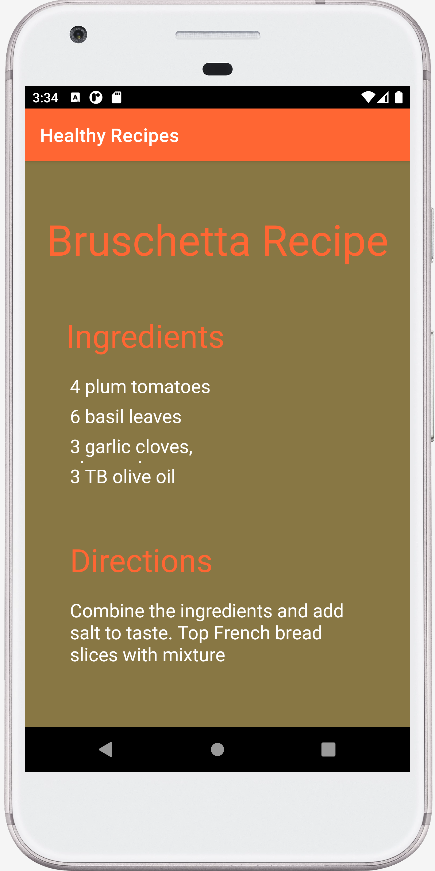 3:34
Healthy Recipes
Bruschetta Recipe
Ingredients
4 plum tomatoes
6 basil leaves
3 garlic cloves,
3 TB olive oil
Directions
Combine the ingredients and add
salt to taste. Top French bread
slices with mixture